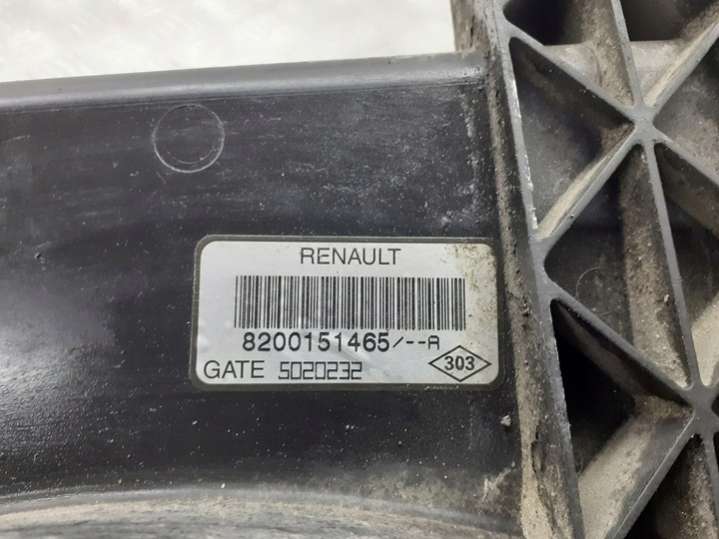 RENAULT
8200151465/--A
GATE 5020232
303